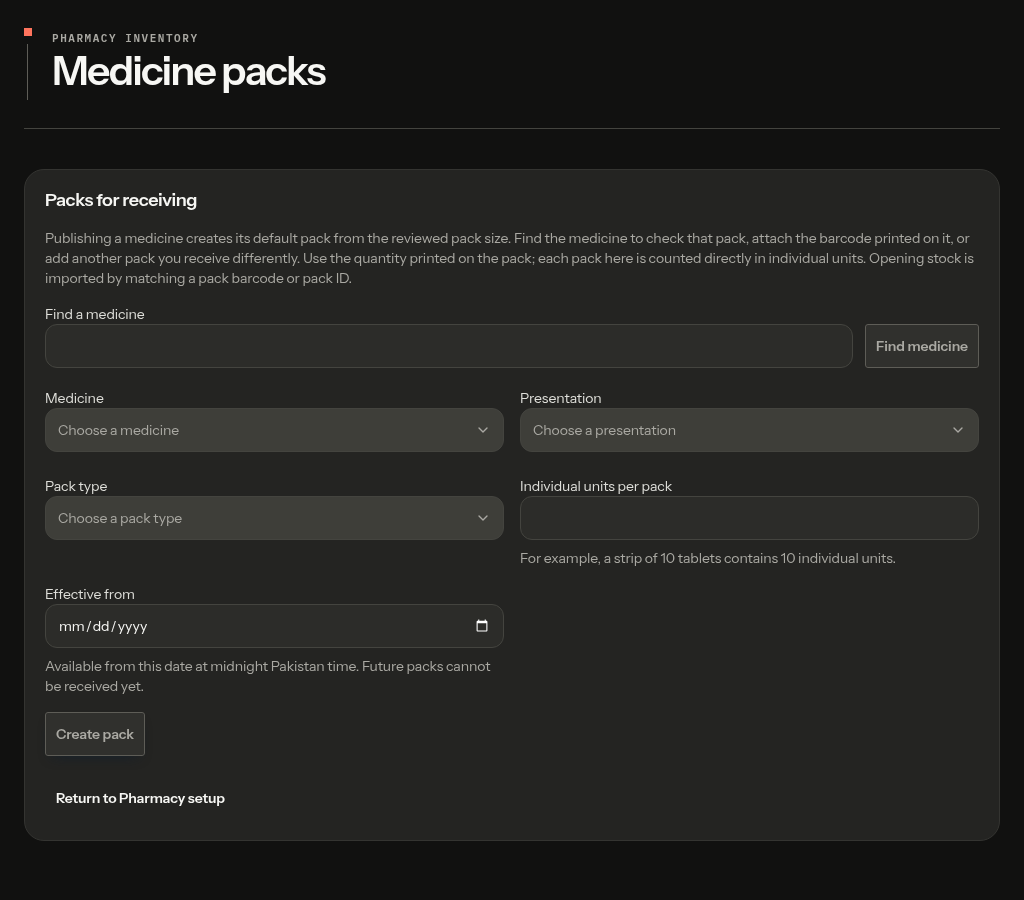 PHARMACY INVENTORY
Medicine packs
Packs for receiving
Publishing a medicine creates its default pack from the reviewed pack size. Find the medicine to check that pack, attach the barcode printed on it, or
add another pack you receive differently. Use the quantity printed on the pack; each pack here is counted directly in individual units. Opening stock is
imported by matching a pack barcode or pack ID.
Find a medicine
Find medicine
Medicine
Presentation
Choose a medicine
Choose a presentation
Pack type
Individual units per pack
Choose a pack type
For example, a strip of 10 tablets contains 10 individual units.
Effective from
mm/dd/yyyy
Available from this date at midnight Pakistan time. Future packs cannot
be received yet.
Create pack
Return to Pharmacy setup